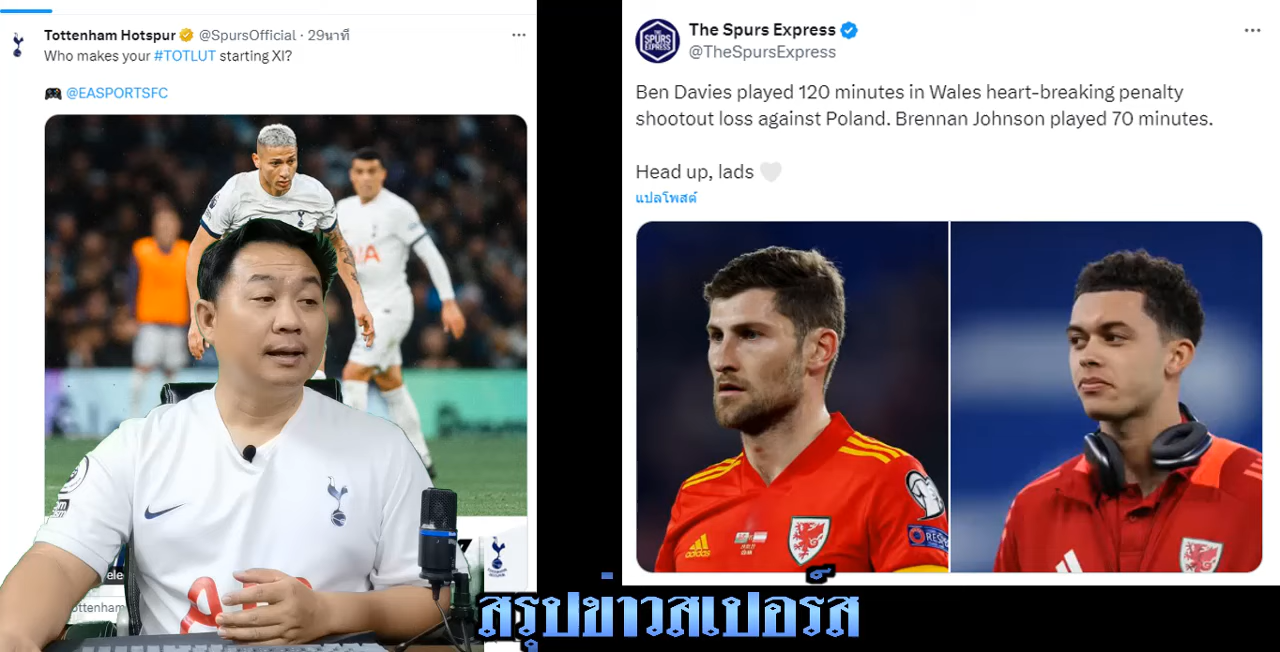 Tottenham Hotspur @SpursOfficial · 29นาที
Who makes your #TOTLUT starting XI?
@EASPORTSFC
THE SPURS EXPRESS
The Spurs Express
@TheSpursExpress
Ben Davies played 120 minutes in Wales heart-breaking penalty
shootout loss against Poland. Brennan Johnson played 70 minutes.
Head up, lads
แปลโพสต์
สรุปข่าวสเปอร์ส